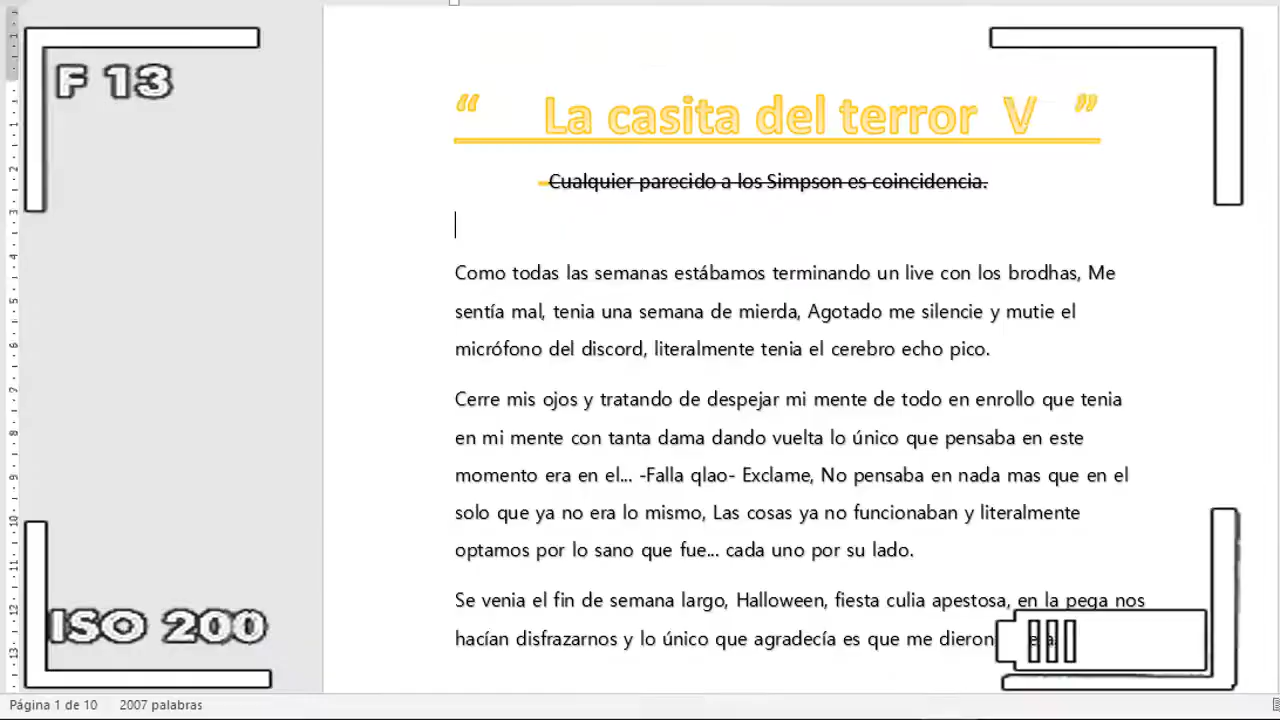 F 13
“ La casita del terror V ”
Cualquier parecido a los Simpson es coincidencia.
Como todas las semanas estábamos terminando un live con los brodhas, Me
sentía mal, tenia una semana de mierda, Agotado me silencie y mutie el
micrófono del discord, literalmente tenia el cerebro echo pico.
Cerre mis ojos y tratando de despejar mi mente de todo en enrollo que tenia
en mi mente con tanta dama dando vuelta lo único que pensaba en este
momento era en el... -Falla qlao- Exclame, No pensaba en nada mas que en el
solo que ya no era lo mismo, Las cosas ya no funcionaban y literalmente
optamos por lo sano que fue... cada uno por su lado.
Se venia el fin de semana largo, Halloween, fiesta culia apestosa, en la pega nos
hacían disfrazarnos y lo único que agradecía es que me dieron
ISO 200
Página 1 de 10 2007 palabras